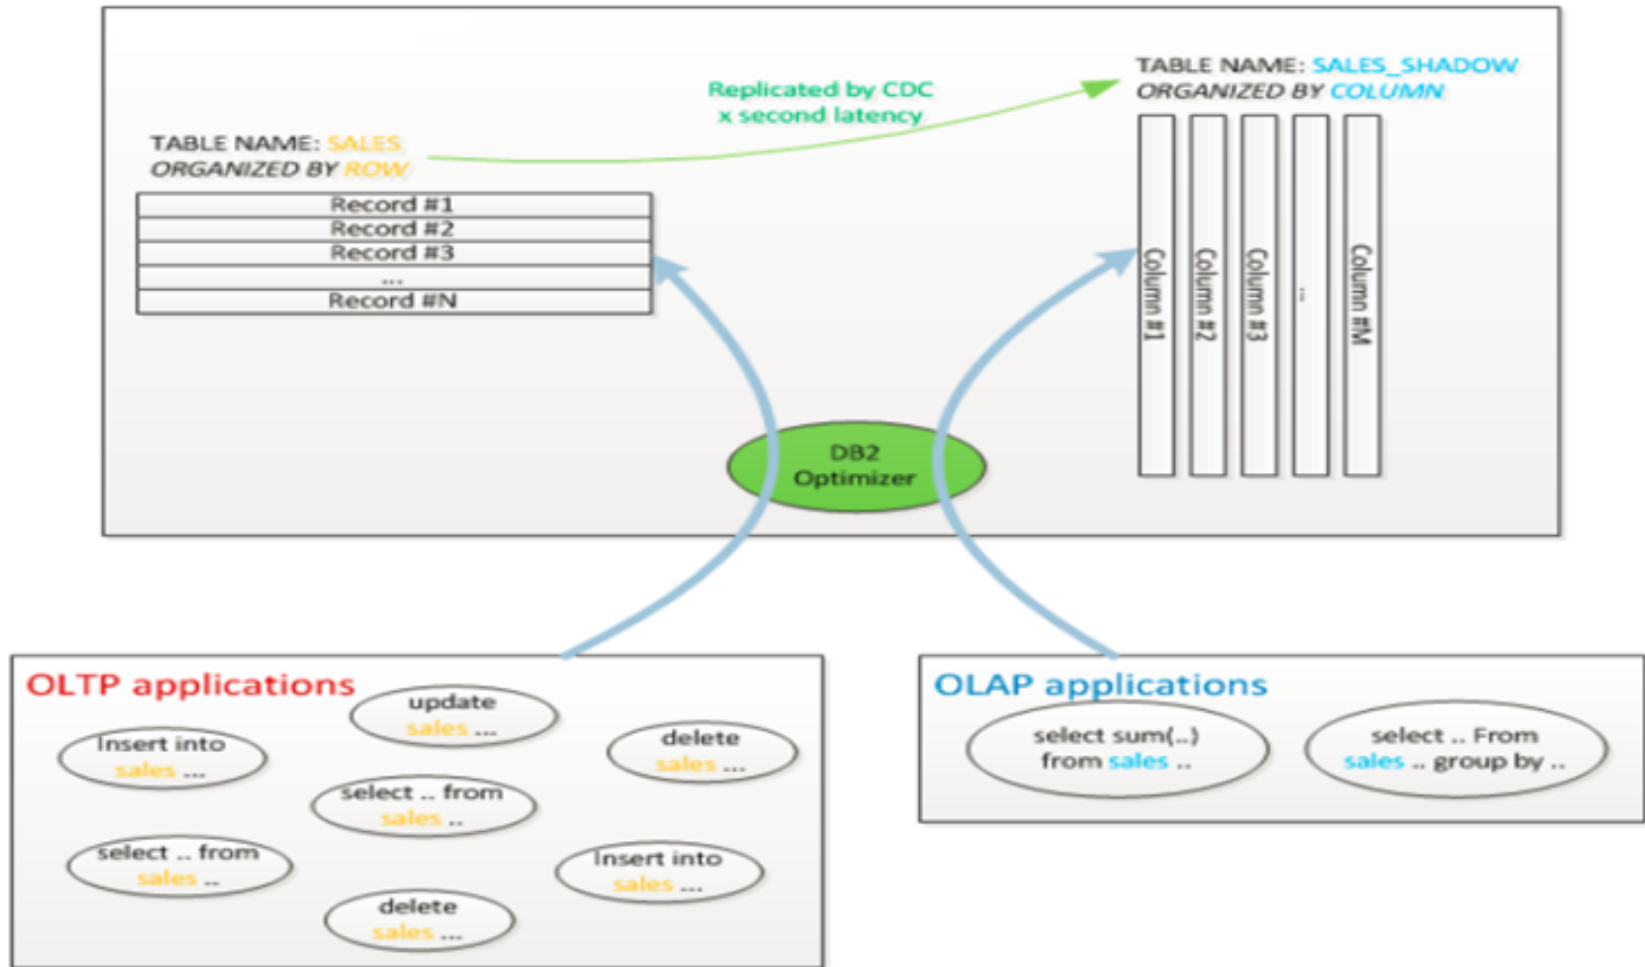 Replicated by CDC
x second latency
TABLE NAME: SALES_SHADOW
ORGANIZED BY COLUMN
TABLE NAME: SALES
ORGANIZED BY ROW
Record #1
Record #2
Record #3
...
Record #N
Column #1
Column #2
Column #3
...
Column #M
DB2
Optimizer
OLTP applications
update
sales ...
Insert into
sales ...
delete
sales ...
select .. from
sales ..
select .. from
sales ..
Insert into
sales ...
delete
sales ...
OLAP applications
select sum(..)
from sales ..
select .. From
sales .. group by ..